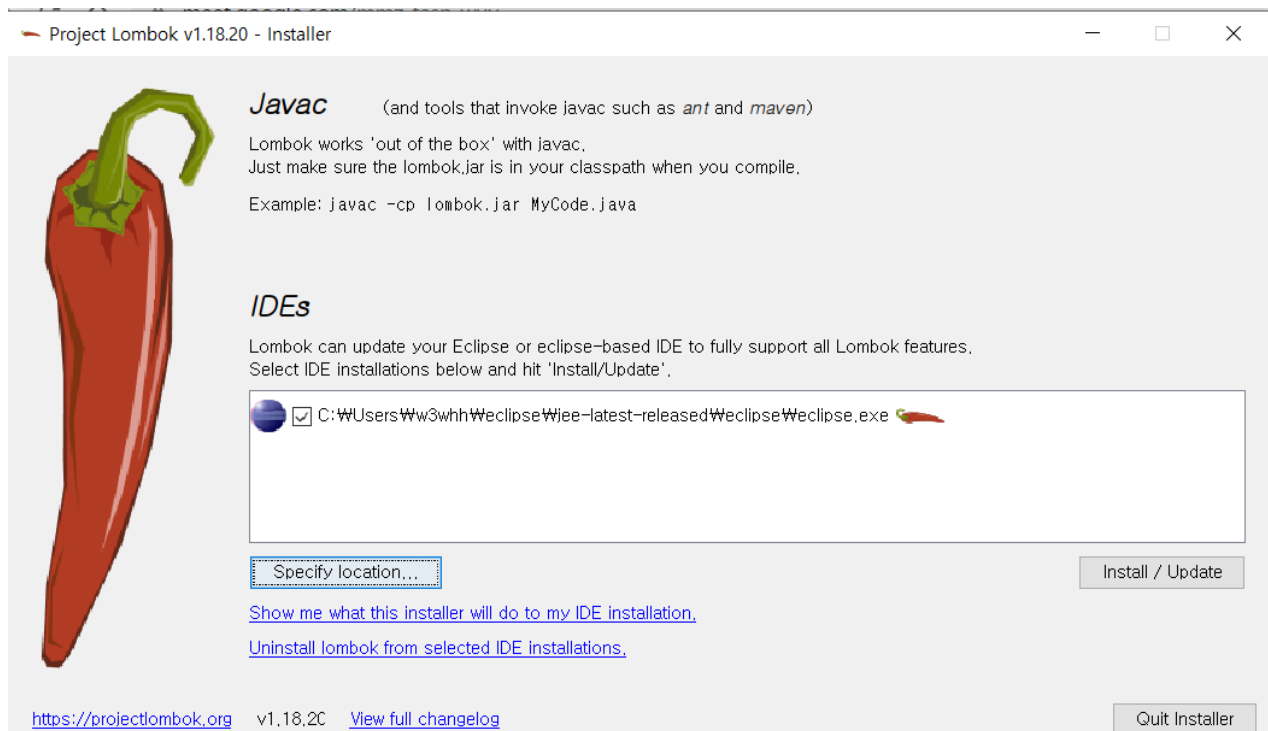 Project Lombok v1.18.20 - Installer
Javac (and tools that invoke javac such as ant and maven)
Lombok works 'out of the box' with javac.
Just make sure the lombok.jar is in your classpath when you compile.
Example: javac -cp lombok.jar MyCode.java
IDEs
Lombok can update your Eclipse or eclipse-based IDE to fully support all Lombok features.
Select IDE installations below and hit 'Install/Update'.
C:₩Users₩w3whh₩eclipse₩jee-latest-released₩eclipse₩eclipse.exe
Specify location... Install / Update
Show me what this installer will do to my IDE installation.
Uninstall lombok from selected IDE installations.
https://projectlombok.org v1.18.20 View full changelog Quit Installer